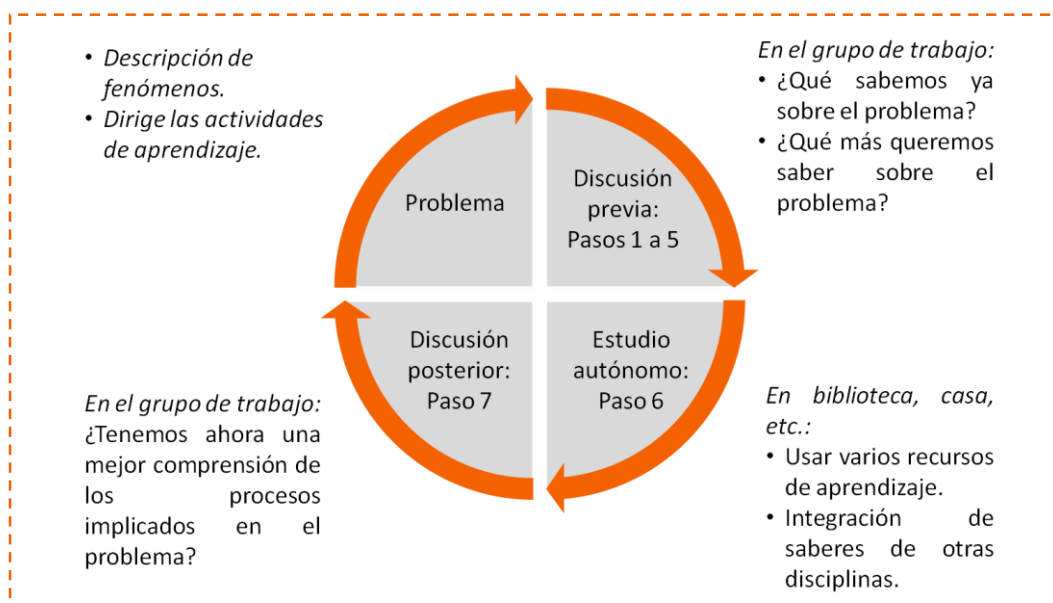 • Descripción de
fenómenos.
• Dirige las actividades
de aprendizaje.
Problema
Discusión
previa:
Pasos 1 a 5
En el grupo de trabajo:
• ¿Qué sabemos ya
sobre el problema?
• ¿Qué más queremos
saber sobre el
problema?
Estudio
autónomo:
Paso 6
En biblioteca, casa,
etc.:
• Usar varios recursos
de aprendizaje.
• Integración de
saberes de otras
disciplinas.
Discusión
posterior:
Paso 7
En el grupo de trabajo:
¿Tenemos ahora una
mejor comprensión de
los procesos
implicados en el
problema?